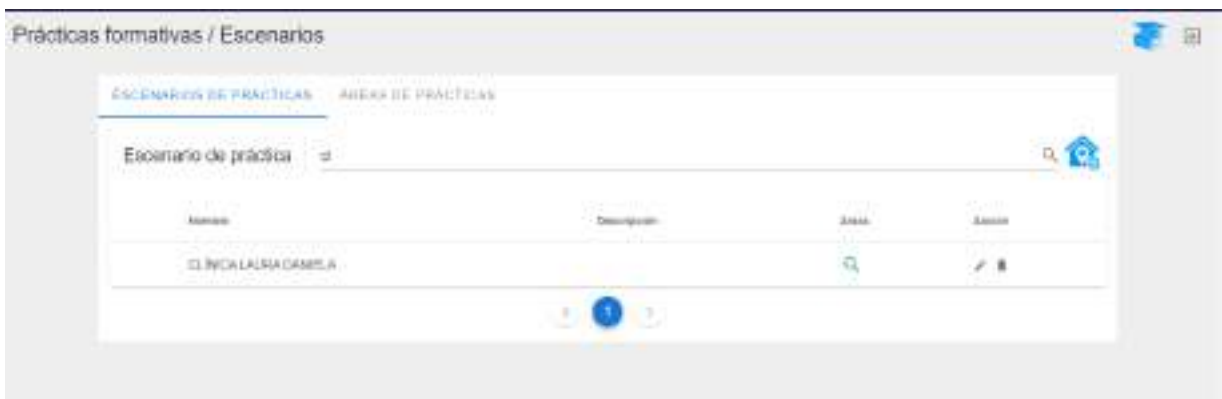 Prácticas formativas / Escenarios
ESCENARIOS DE PRÁCTICAS ÁREAS DE PRÁCTICAS
Escenario de práctica cl
Nombre Descripción Áreas Acción
CLÍNICA LAURA DANIELA
1